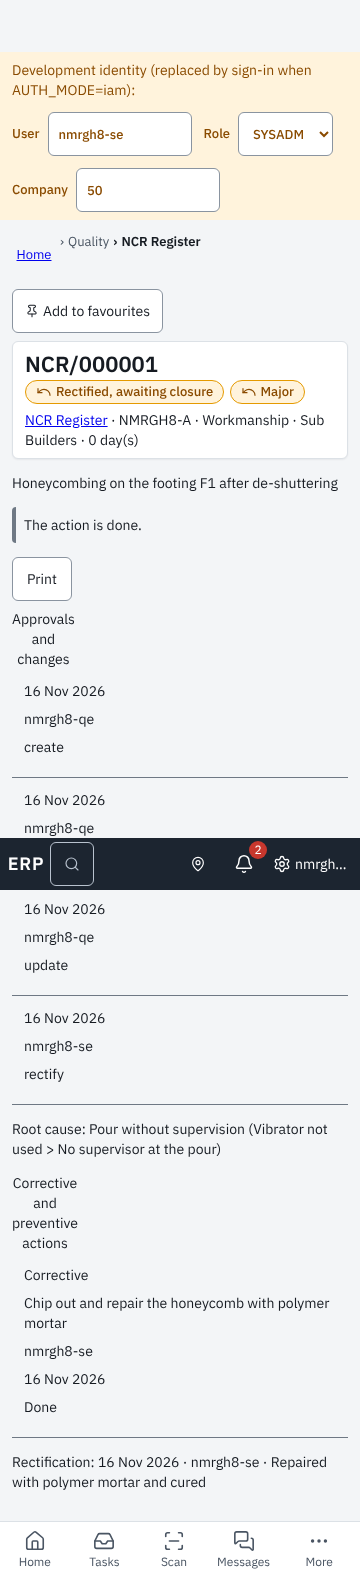 Development identity (replaced by sign-in when
AUTH_MODE=iam):
User nmrgh8-se Role SYSADM
Company 50
Home › Quality › NCR Register
Add to favourites
NCR/000001
Rectified, awaiting closure Major
NCR Register · NMRGH8-A · Workmanship · Sub
Builders · 0 day(s)
Honeycombing on the footing F1 after de-shuttering
The action is done.
Print
Approvals
and
changes
16 Nov 2026
nmrgh8-qe
create
16 Nov 2026
nmrgh8-qe
ERP 2 nmrgh...
16 Nov 2026
nmrgh8-qe
update
16 Nov 2026
nmrgh8-se
rectify
Root cause: Pour without supervision (Vibrator not
used > No supervisor at the pour)
Corrective
and
preventive
actions
Corrective
Chip out and repair the honeycomb with polymer
mortar
nmrgh8-se
16 Nov 2026
Done
Rectification: 16 Nov 2026 · nmrgh8-se · Repaired
with polymer mortar and cured
Home Tasks Scan Messages More